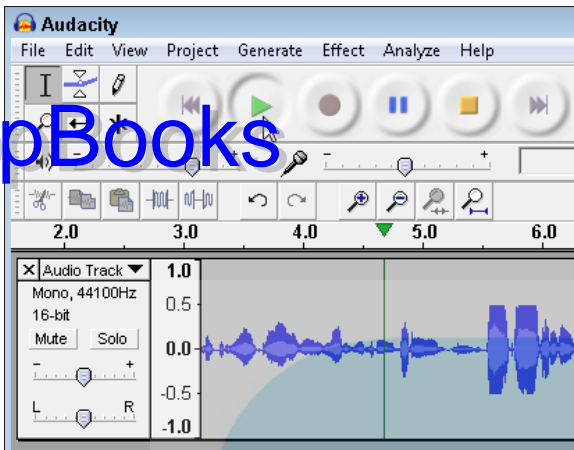 Audacity
File Edit View Project Generate Effect Analyze Help
pBooks
2.0 3.0 4.0 5.0 6.0
Audio Track 1.0
Mono, 44100Hz 0.5
16-bit
Mute Solo 0.0
- +
-0.5
L R
-1.0